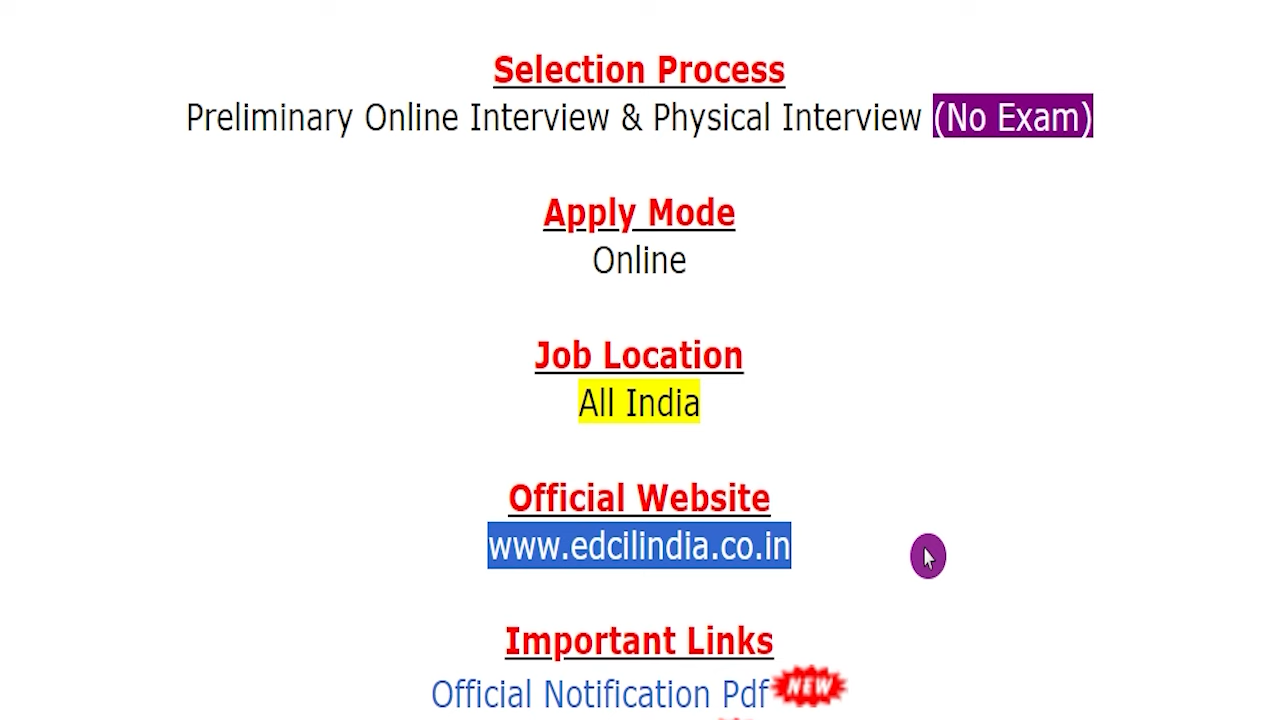 Selection Process
Preliminary Online Interview & Physical Interview (No Exam)
Apply Mode
Online
Job Location
All India
Official Website
www.edcilindia.co.in
Important Links
Official Notification Pdf NEW